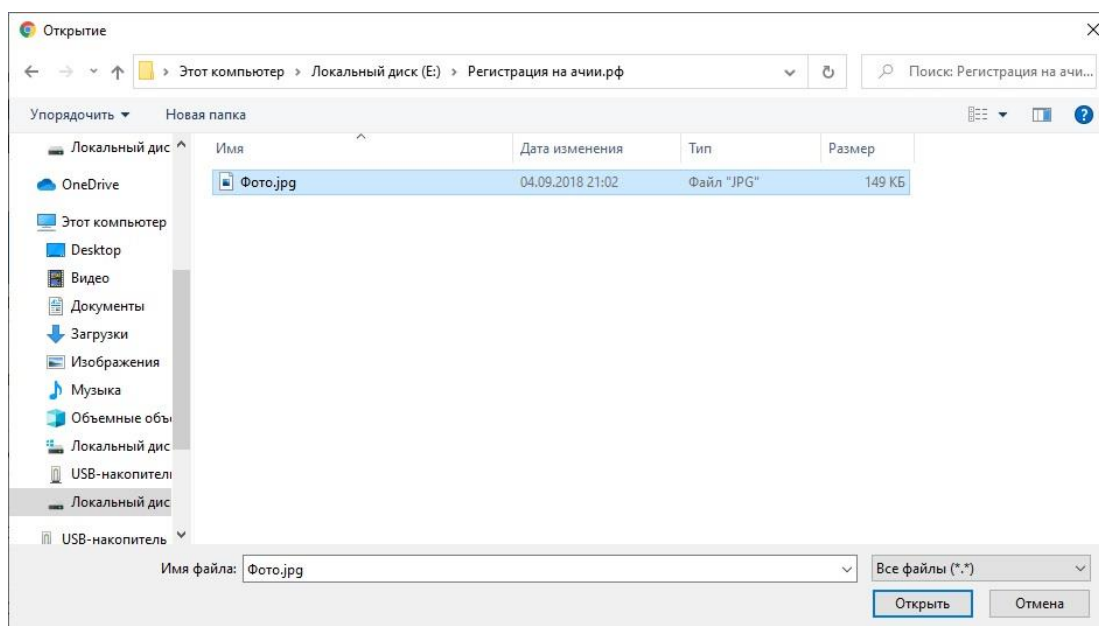 Открытие
Этот компьютер › Локальный диск (E:) › Регистрация на ачии.рф
Поиск: Регистрация на ачи...
Упорядочить
Новая папка
Имя Дата изменения Тип Размер
Фото.jpg 04.09.2018 21:02 Файл "JPG" 149 КБ
Локальный дис
OneDrive
Этот компьютер
Desktop
Видео
Документы
Загрузки
Изображения
Музыка
Объемные объ
Локальный дис
USB-накопител
Локальный дис
USB-накопитель
Имя файла: Фото.jpg Все файлы (*.*)
Открыть Отмена